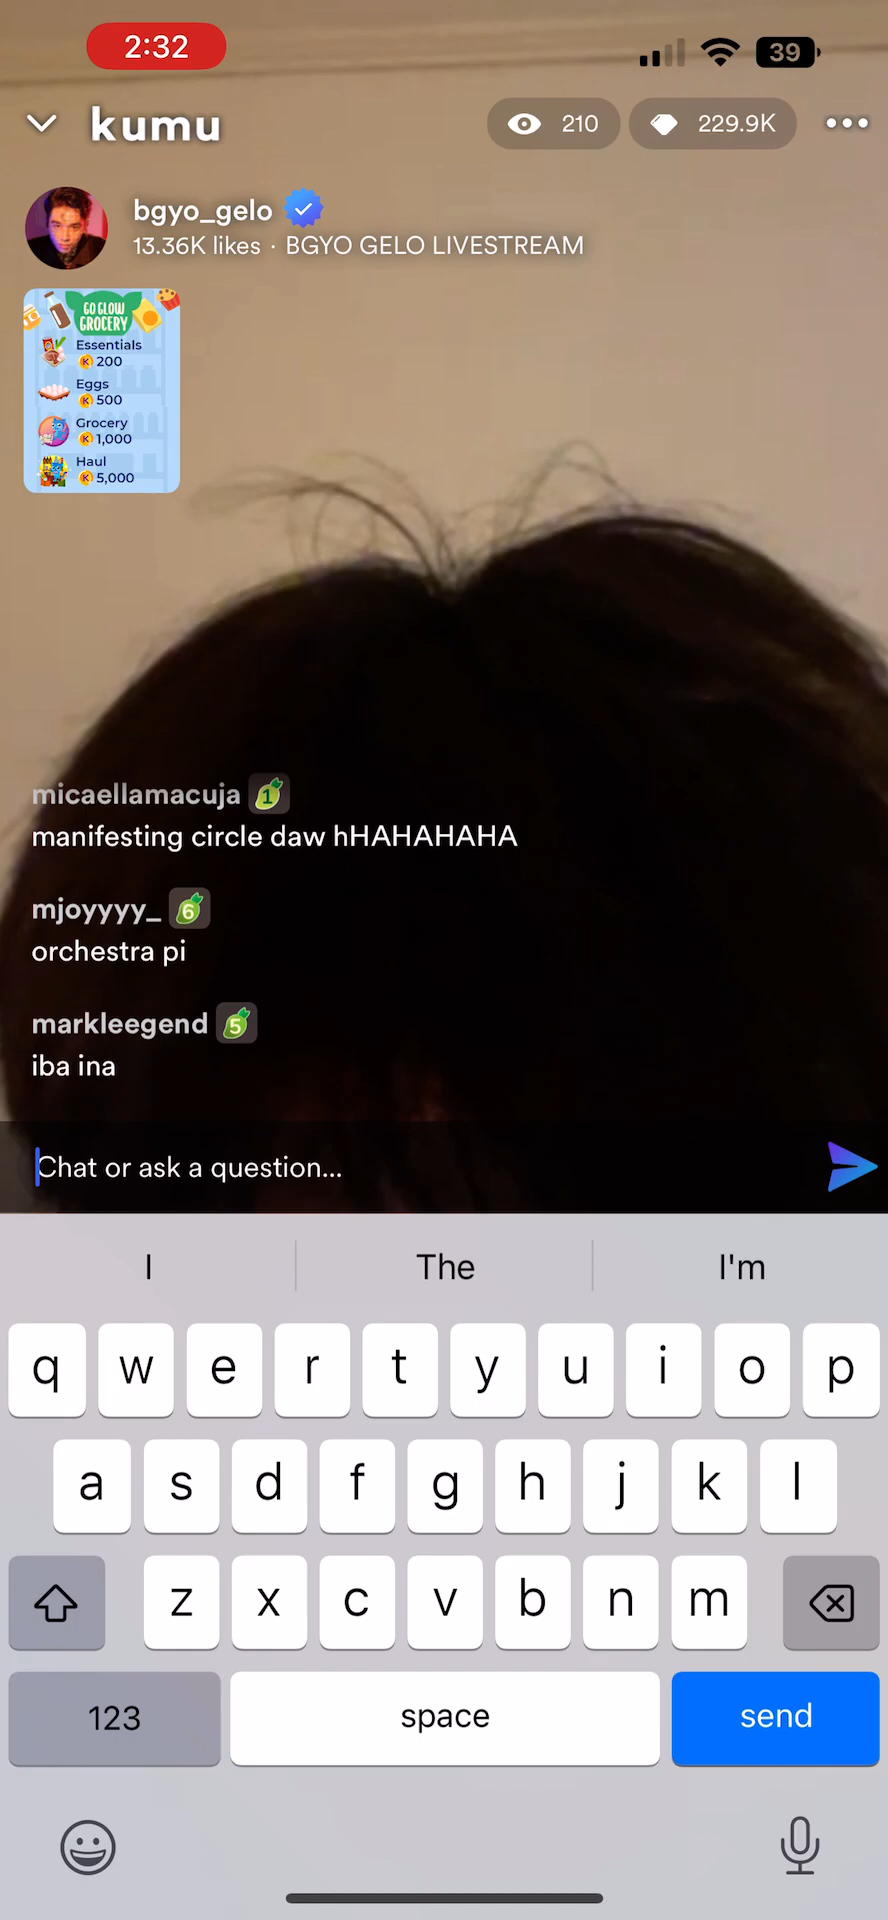 2:32
39
kumu
210
229.9K
bgyo_gelo
13.36K likes · BGYO GELO LIVESTREAM
GO GLOW
GROCERY
Essentials
K 200
Eggs
K 500
Grocery
K 1,000
Haul
K 5,000
micaellamacuja 1
manifesting circle daw hHAHAHAHA
mjoyyyy_ 6
orchestra pi
markleegend 5
iba ina
Chat or ask a question...
I The I'm
q w e r t y u i o p
a s d f g h j k l
z x c v b n m
123 space send